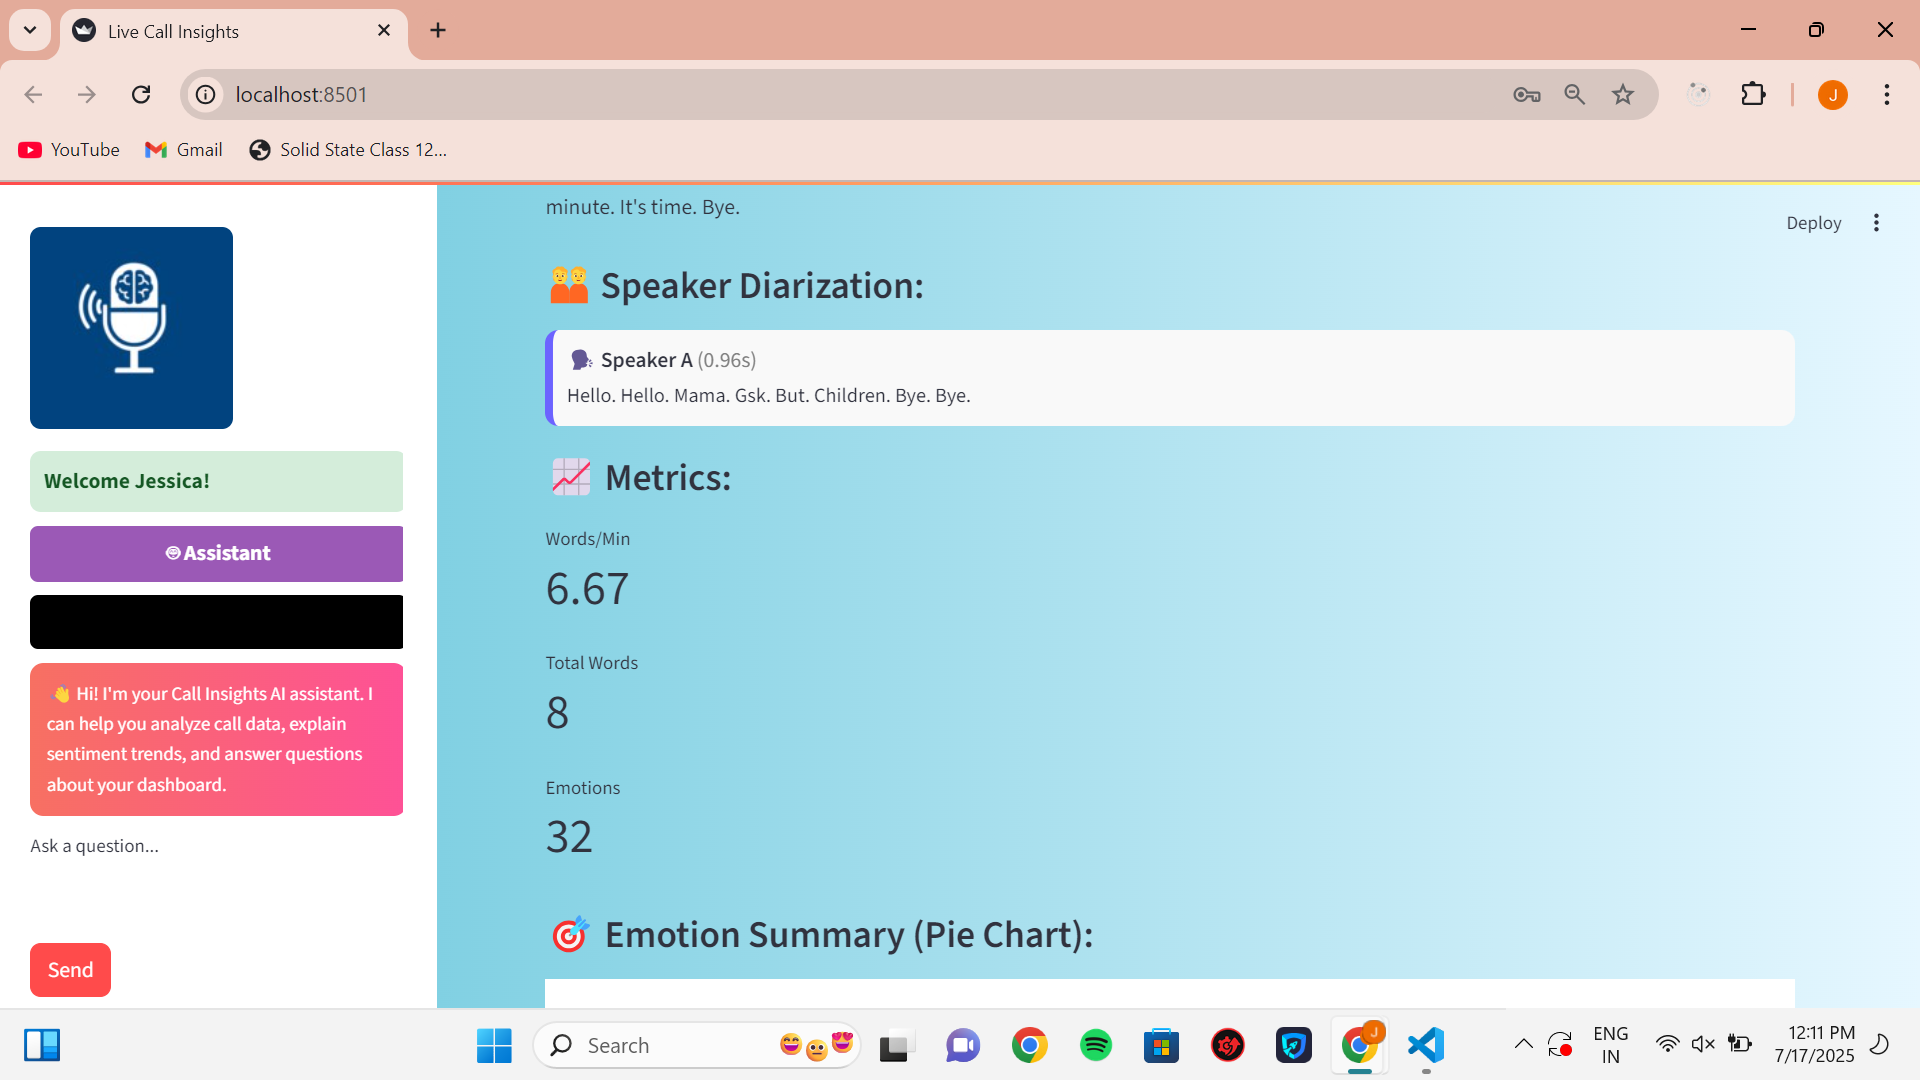 Live Call Insights
localhost:8501
J
YouTube
Gmail
Solid State Class 12...
Deploy
Welcome Jessica!
Assistant
👋 Hi! I'm your Call Insights AI assistant. I
can help you analyze call data, explain
sentiment trends, and answer questions
about your dashboard.
Ask a question...
Send
minute. It's time. Bye.
Speaker Diarization:
Speaker A (0.96s)
Hello. Hello. Mama. Gsk. But. Children. Bye. Bye.
Metrics:
Words/Min
6.67
Total Words
8
Emotions
32
Emotion Summary (Pie Chart):
Search
J
ENG
IN
12:11 PM
7/17/2025